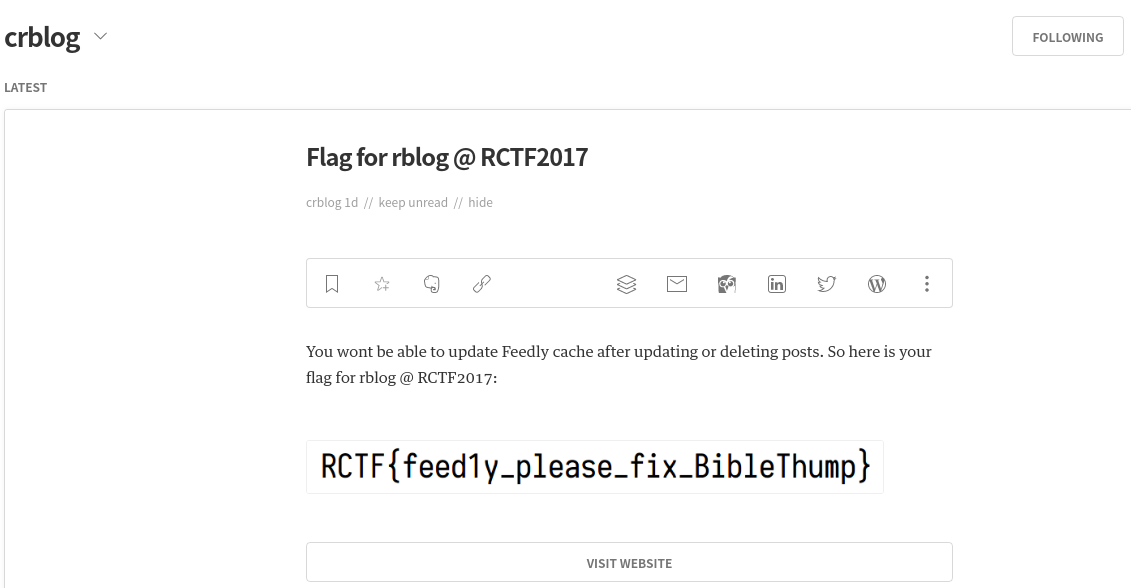 crblog
FOLLOWING
LATEST
Flag for rblog @ RCTF2017
crblog 1d // keep unread // hide
You wont be able to update Feedly cache after updating or deleting posts. So here is your
flag for rblog @ RCTF2017:
RCTF{feed1y_please_fix_BibleThump}
VISIT WEBSITE